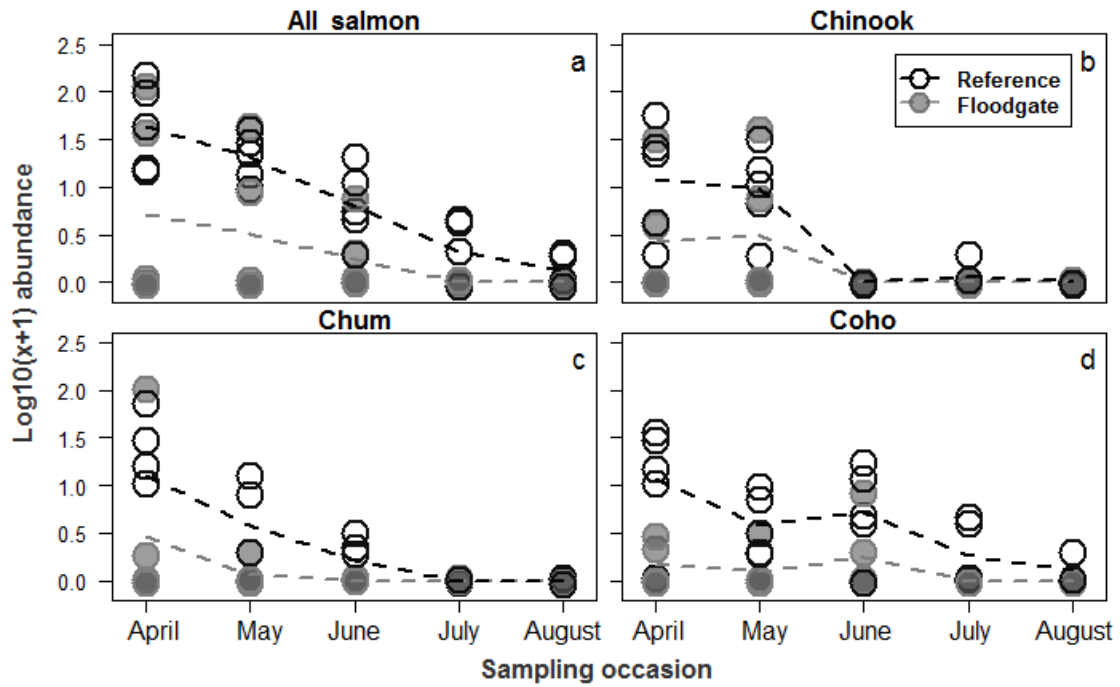 All salmon
Chinook
2.5
2.0
1.5
1.0
0.5
0.0
a
b
Reference
Floodgate
Chum
Coho
2.5
2.0
1.5
1.0
0.5
0.0
c
d
Log10(x+1) abundance
April May June July August
April May June July August
Sampling occasion